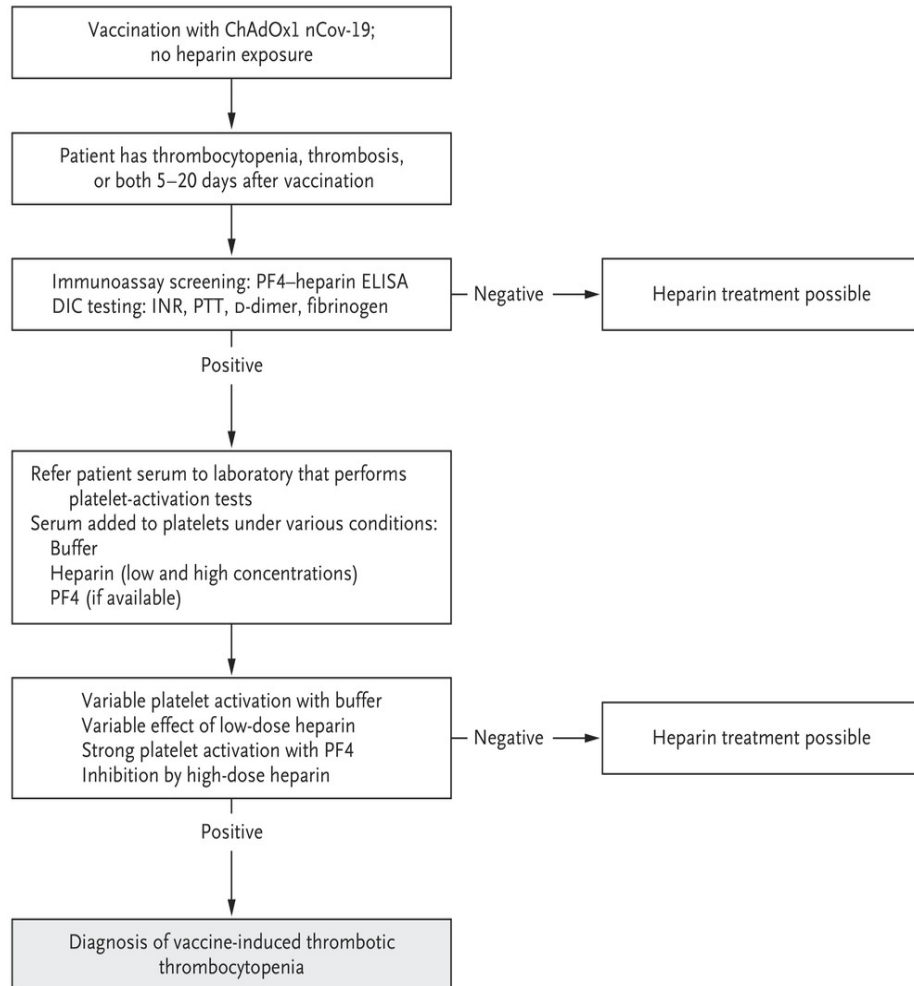 Vaccination with ChAdOx1 nCov-19;
no heparin exposure
Patient has thrombocytopenia, thrombosis,
or both 5–20 days after vaccination
Immunoassay screening: PF4–heparin ELISA
DIC testing: INR, PTT, D-dimer, fibrinogen
Negative
Heparin treatment possible
Positive
Refer patient serum to laboratory that performs
platelet-activation tests
Serum added to platelets under various conditions:
Buffer
Heparin (low and high concentrations)
PF4 (if available)
Variable platelet activation with buffer
Variable effect of low-dose heparin
Strong platelet activation with PF4
Inhibition by high-dose heparin
Negative
Heparin treatment possible
Positive
Diagnosis of vaccine-induced thrombotic
thrombocytopenia